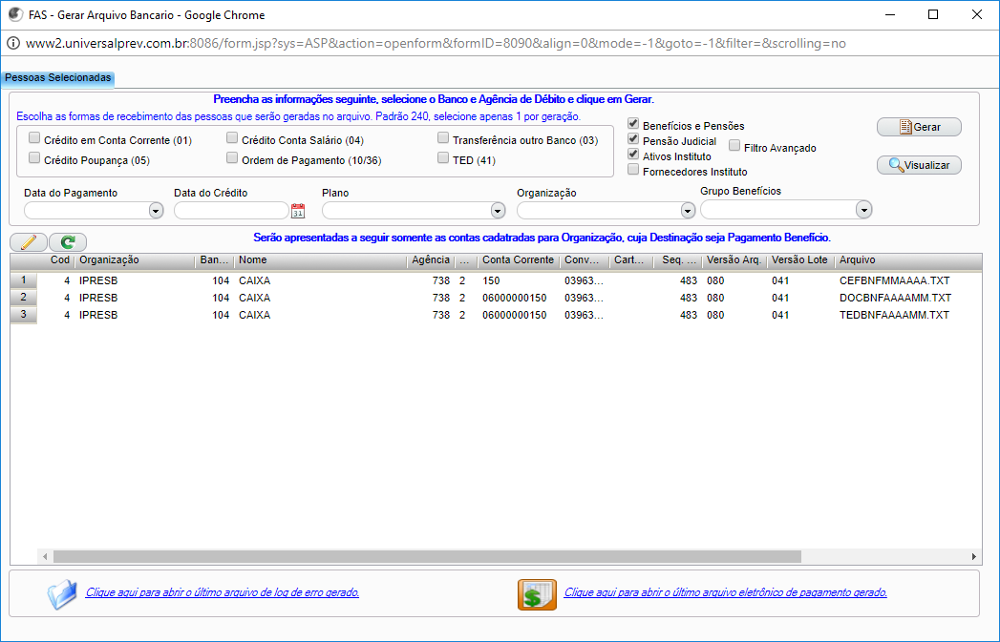 FAS - Gerar Arquivo Bancario - Google Chrome
www2.universalprev.com.br:8086/form.jsp?sys=ASP&action=openform&formID=8090&align=0&mode=-1&goto=-1&filter=&scrolling=no
Pessoas Selecionadas
Preencha as informações seguinte, selecione o Banco e Agência de Débito e clique em Gerar.
Escolha as formas de recebimento das pessoas que serão geradas no arquivo. Padrão 240, selecione apenas 1 por geração.
Crédito em Conta Corrente (01) Crédito Conta Salário (04) Transferência outro Banco (03)
Crédito Poupança (05) Ordem de Pagamento (10/36) TED (41)
Benefícios e Pensões
Pensão Judicial
Filtro Avançado
Ativos Instituto
Fornecedores Instituto
Gerar
Visualizar
Data do Pagamento Data do Crédito Plano Organização Grupo Benefícios
31
Serão apresentadas a seguir somente as contas cadatradas para Organização, cuja Destinação seja Pagamento Benefício.
Cod Organização Ban... Nome Agência ... Conta Corrente Conv... Cart... Seq. ... Versão Arq. Versão Lote Arquivo
1 4 IPRESB 104 CAIXA 738 2 150 03963... 483 080 041 CEFBNFMMAAAA.TXT
2 4 IPRESB 104 CAIXA 738 2 06000000150 03963... 483 080 041 DOCBNFAAAAMM.TXT
3 4 IPRESB 104 CAIXA 738 2 06000000150 03963... 483 080 041 TEDBNFAAAAMM.TXT
Clique aqui para abrir o último arquivo de log de erro gerado.
Clique aqui para abrir o último arquivo eletrônico de pagamento gerado.